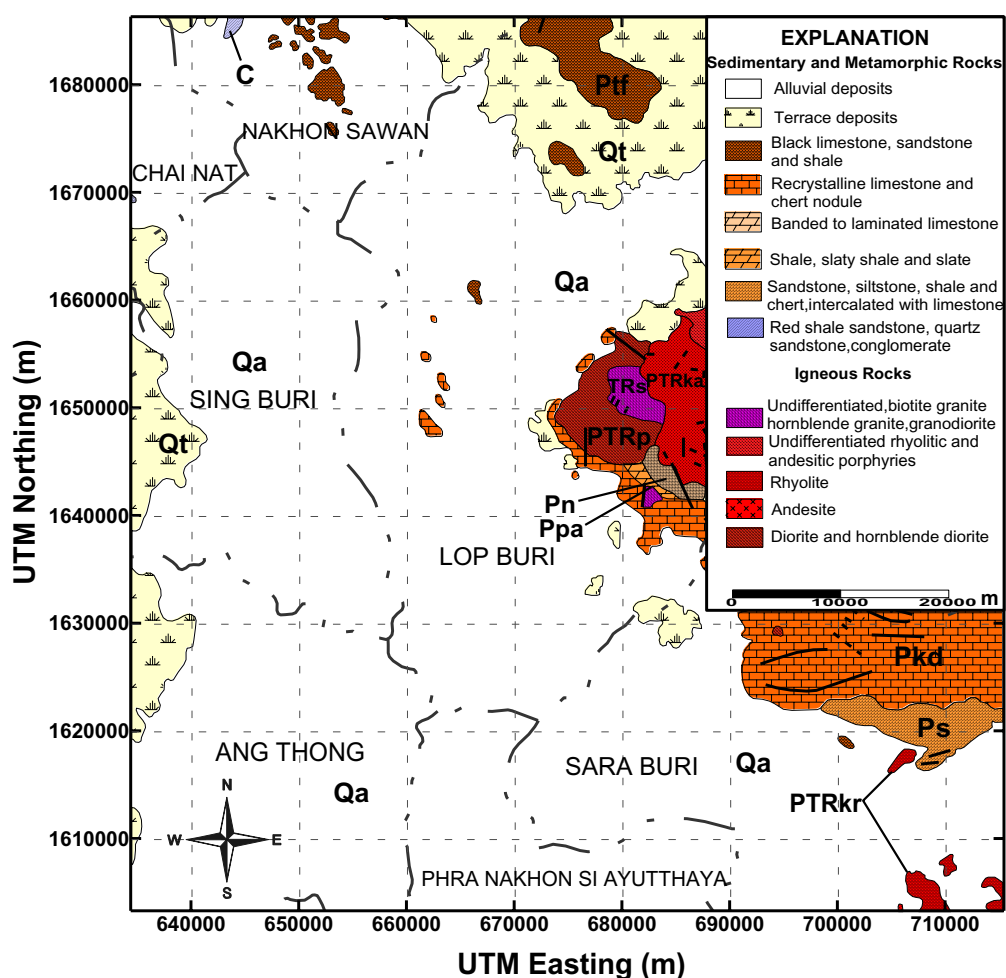 EXPLANATION
Sedimentary and Metamorphic Rocks
Alluvial deposits
Terrace deposits
Black limestone, sandstone
and shale
Recrystalline limestone and
chert nodule
Banded to laminated limestone
Shale, slaty shale and slate
Sandstone, siltstone, shale and
chert,intercalated with limestone
Red shale sandstone, quartz
sandstone,conglomerate
Igneous Rocks
Undifferentiated,biotite granite
hornblende granite,granodiorite
Undifferentiated rhyolitic and
andesitic porphyries
Rhyolite
Andesite
Diorite and hornblende diorite
0 10000 20000 m
C
Ptf
NAKHON SAWAN
Qt
CHAI NAT
Qa
Qa
SING BURI
TRs
PTRka
Qt
PTRp
Pn
Ppa
LOP BURI
Pkd
Ps
ANG THONG
SARA BURI
Qa
Qa
PTRkr
N
W
E
S
PHRA NAKHON SI AYUTTHAYA
1680000
1670000
1660000
1650000
1640000
1630000
1620000
1610000
UTM Northing (m)
640000 650000 660000 670000 680000 690000 700000 710000
UTM Easting (m)